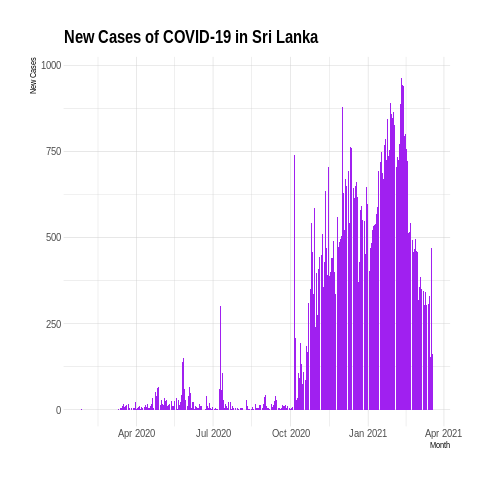 New Cases of COVID-19 in Sri Lanka
New Cases
1000
750
500
250
0
Apr 2020 Jul 2020 Oct 2020 Jan 2021 Apr 2021
Month